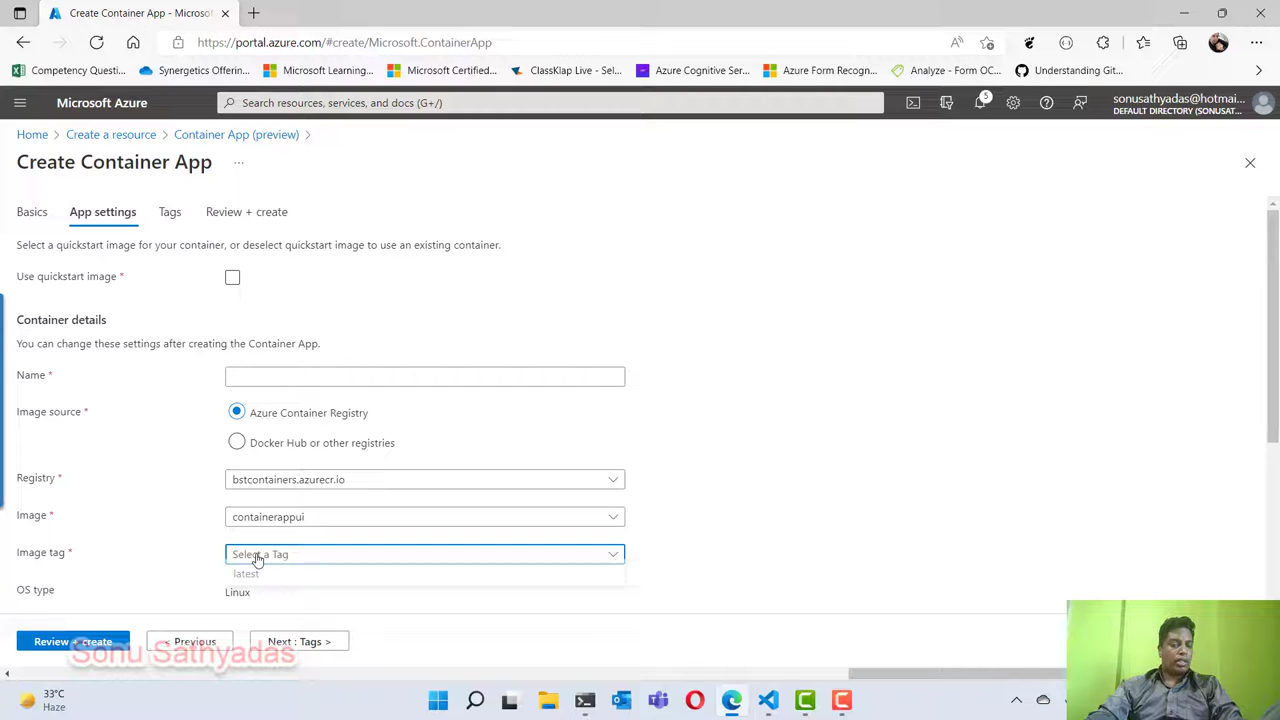 Create Container App - Microsof
https://portal.azure.com/#create/Microsoft.ContainerApp
Competency Questi...
Synergetics Offerin...
Microsoft Learning...
Microsoft Certified...
ClassKlap Live - Sel...
Azure Cognitive Ser...
Azure Form Recogn...
Analyze - Form OC...
Understanding Git...
Microsoft Azure
Search resources, services, and docs (G+/)
5
sonusathyadas@hotmai...
DEFAULT DIRECTORY (SONUSAT...
Home > Create a resource > Container App (preview) >
Create Container App ...
Basics App settings Tags Review + create
Select a quickstart image for your container, or deselect quickstart image to use an existing container.
Use quickstart image *
Container details
You can change these settings after creating the Container App.
Name *
Image source * Azure Container Registry
Docker Hub or other registries
Registry * bstcontainers.azurecr.io
Image * containerappui
Image tag * Select a Tag
latest
OS type Linux
Review + create < Previous Next : Tags >
Sonu Sathyadas
33°C
Haze